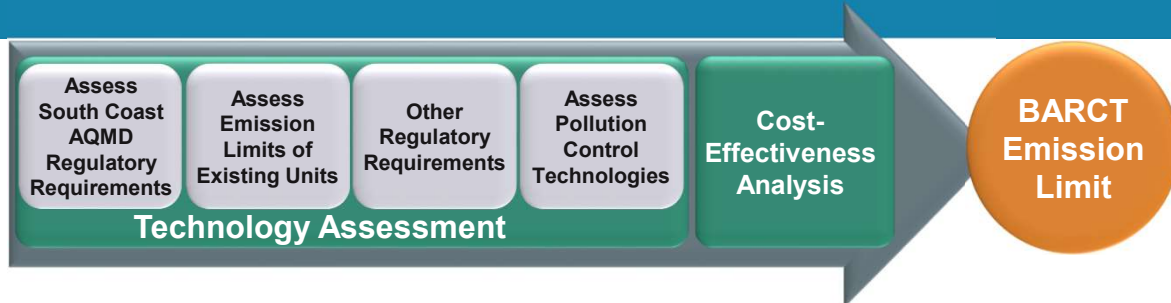 Assess
South Coast
AQMD
Regulatory
Requirements
Assess
Emission
Limits of
Existing Units
Other
Regulatory
Requirements
Assess
Pollution
Control
Technologies
Technology Assessment
Cost-
Effectiveness
Analysis
BARCT
Emission
Limit